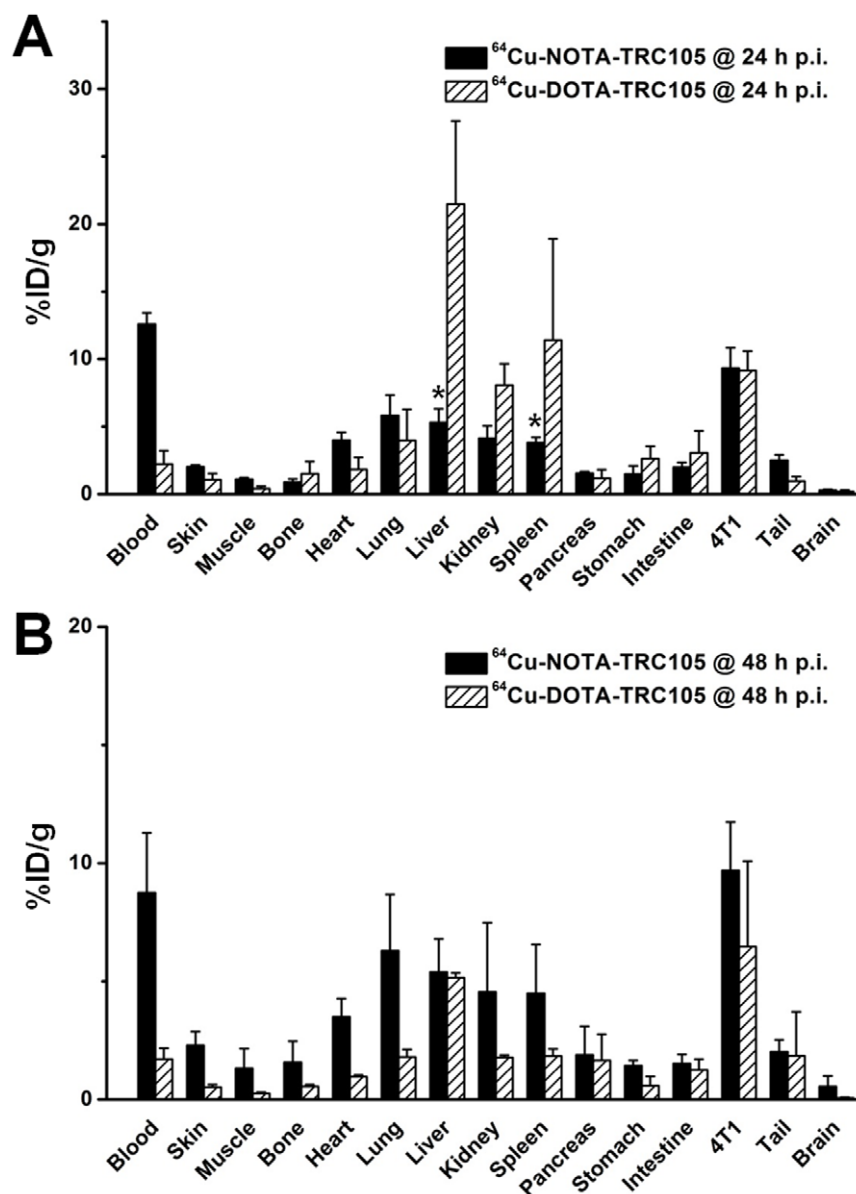 A
⁶⁴Cu-NOTA-TRC105 @ 24 h p.i.
⁶⁴Cu-DOTA-TRC105 @ 24 h p.i.
%ID/g
30
20
10
0
*
*
Blood
Skin
Muscle
Bone
Heart
Lung
Liver
Kidney
Spleen
Pancreas
Stomach
Intestine
4T1
Tail
Brain
B
⁶⁴Cu-NOTA-TRC105 @ 48 h p.i.
⁶⁴Cu-DOTA-TRC105 @ 48 h p.i.
%ID/g
20
10
0
Blood
Skin
Muscle
Bone
Heart
Lung
Liver
Kidney
Spleen
Pancreas
Stomach
Intestine
4T1
Tail
Brain